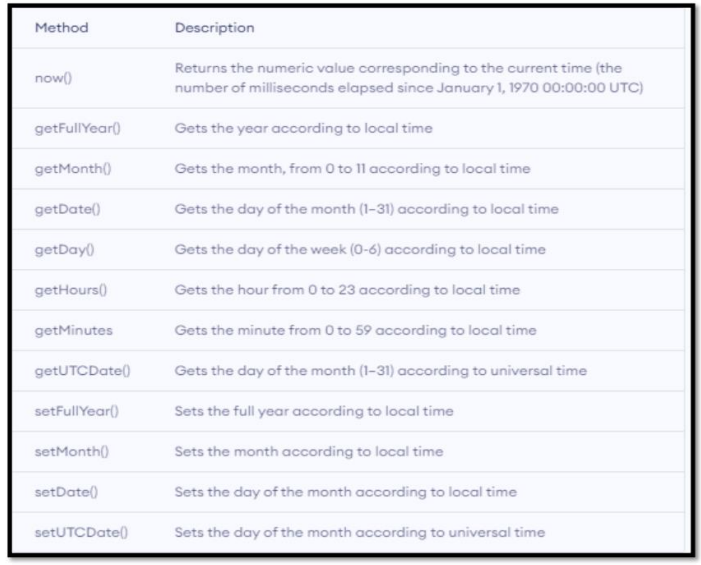 Method Description
now() Returns the numeric value corresponding to the current time (the
number of milliseconds elapsed since January 1, 1970 00:00:00 UTC)
getFullYear() Gets the year according to local time
getMonth() Gets the month, from 0 to 11 according to local time
getDate() Gets the day of the month (1–31) according to local time
getDay() Gets the day of the week (0-6) according to local time
getHours() Gets the hour from 0 to 23 according to local time
getMinutes Gets the minute from 0 to 59 according to local time
getUTCDate() Gets the day of the month (1–31) according to universal time
setFullYear() Sets the full year according to local time
setMonth() Sets the month according to local time
setDate() Sets the day of the month according to local time
setUTCDate() Sets the day of the month according to universal time